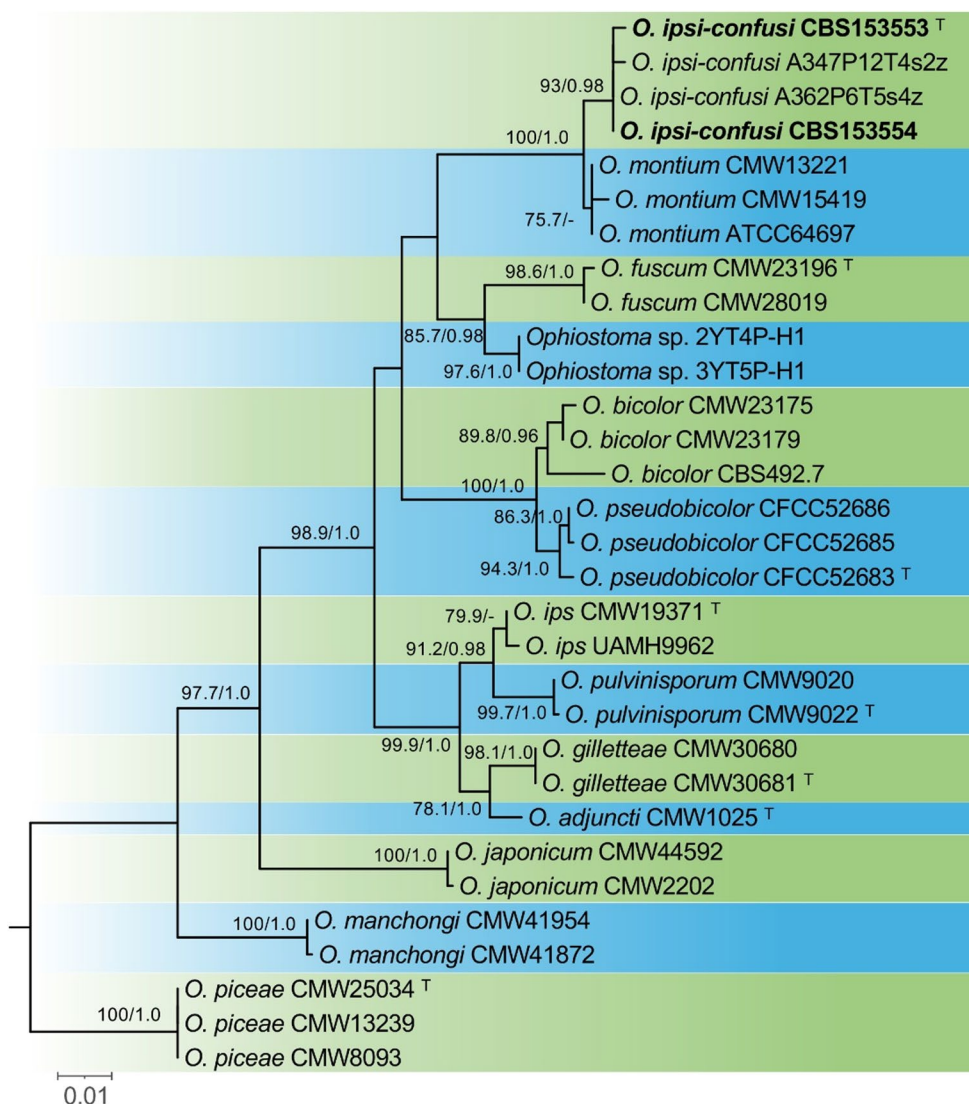 O. ipsi-confusi CBS153553 T
93/0.98 O. ipsi-confusi A347P12T4s2z
O. ipsi-confusi A362P6T5s4z
100/1.0 O. ipsi-confusi CBS153554
O. montium CMW13221
O. montium CMW15419
75.7/- O. montium ATCC64697
98.6/1.0 O. fuscum CMW23196 T
O. fuscum CMW28019
85.7/0.98 Ophiostoma sp. 2YT4P-H1
97.6/1.0 Ophiostoma sp. 3YT5P-H1
O. bicolor CMW23175
89.8/0.96 O. bicolor CMW23179
100/1.0 O. bicolor CBS492.7
86.3/1.0 O. pseudobicolor CFCC52686
98.9/1.0 O. pseudobicolor CFCC52685
94.3/1.0 O. pseudobicolor CFCC52683 T
79.9/- O. ips CMW19371 T
91.2/0.98 O. ips UAMH9962
97.7/1.0 O. pulvinisporum CMW9020
99.7/1.0 O. pulvinisporum CMW9022 T
99.9/1.0 98.1/1.0 O. gilletteae CMW30680
O. gilletteae CMW30681 T
78.1/1.0 O. adjuncti CMW1025 T
100/1.0 O. japonicum CMW44592
O. japonicum CMW2202
100/1.0 O. manchongi CMW41954
O. manchongi CMW41872
O. piceae CMW25034 T
100/1.0 O. piceae CMW13239
O. piceae CMW8093
0.01